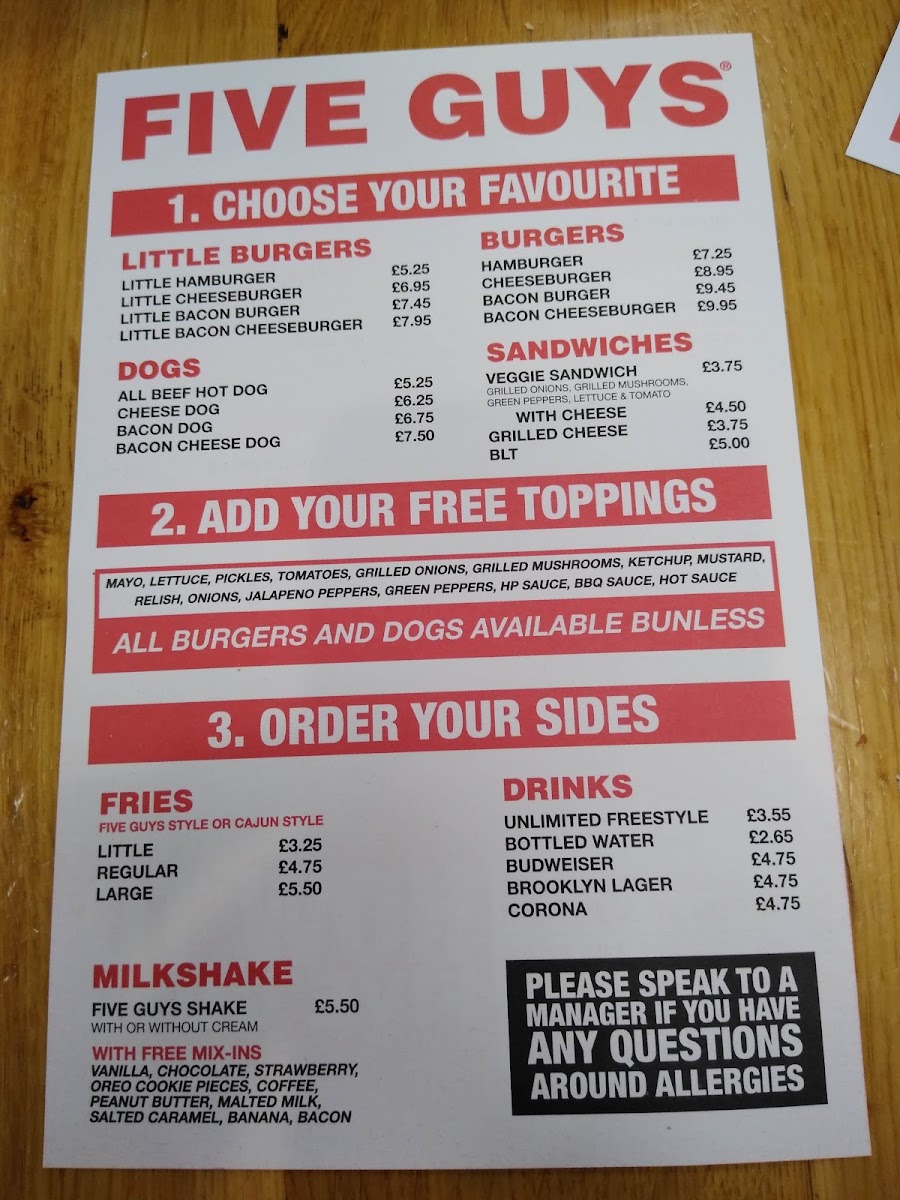 FIVE GUYS®
1. CHOOSE YOUR FAVOURITE
LITTLE BURGERS
LITTLE HAMBURGER £5.25
LITTLE CHEESEBURGER £6.95
LITTLE BACON BURGER £7.45
LITTLE BACON CHEESEBURGER £7.95
BURGERS
HAMBURGER £7.25
CHEESEBURGER £8.95
BACON BURGER £9.45
BACON CHEESEBURGER £9.95
DOGS
ALL BEEF HOT DOG £5.25
CHEESE DOG £6.25
BACON DOG £6.75
BACON CHEESE DOG £7.50
SANDWICHES
VEGGIE SANDWICH £3.75
GRILLED ONIONS, GRILLED MUSHROOMS,
GREEN PEPPERS, LETTUCE & TOMATO
WITH CHEESE £4.50
GRILLED CHEESE £3.75
BLT £5.00
2. ADD YOUR FREE TOPPINGS
MAYO, LETTUCE, PICKLES, TOMATOES, GRILLED ONIONS, GRILLED MUSHROOMS, KETCHUP, MUSTARD,
RELISH, ONIONS, JALAPENO PEPPERS, GREEN PEPPERS, HP SAUCE, BBQ SAUCE, HOT SAUCE
ALL BURGERS AND DOGS AVAILABLE BUNLESS
3. ORDER YOUR SIDES
FRIES
FIVE GUYS STYLE OR CAJUN STYLE
LITTLE £3.25
REGULAR £4.75
LARGE £5.50
DRINKS
UNLIMITED FREESTYLE £3.55
BOTTLED WATER £2.65
BUDWEISER £4.75
BROOKLYN LAGER £4.75
CORONA £4.75
MILKSHAKE
FIVE GUYS SHAKE £5.50
WITH OR WITHOUT CREAM
WITH FREE MIX-INS
VANILLA, CHOCOLATE, STRAWBERRY,
OREO COOKIE PIECES, COFFEE,
PEANUT BUTTER, MALTED MILK,
SALTED CARAMEL, BANANA, BACON
PLEASE SPEAK TO A
MANAGER IF YOU HAVE
ANY QUESTIONS
AROUND ALLERGIES